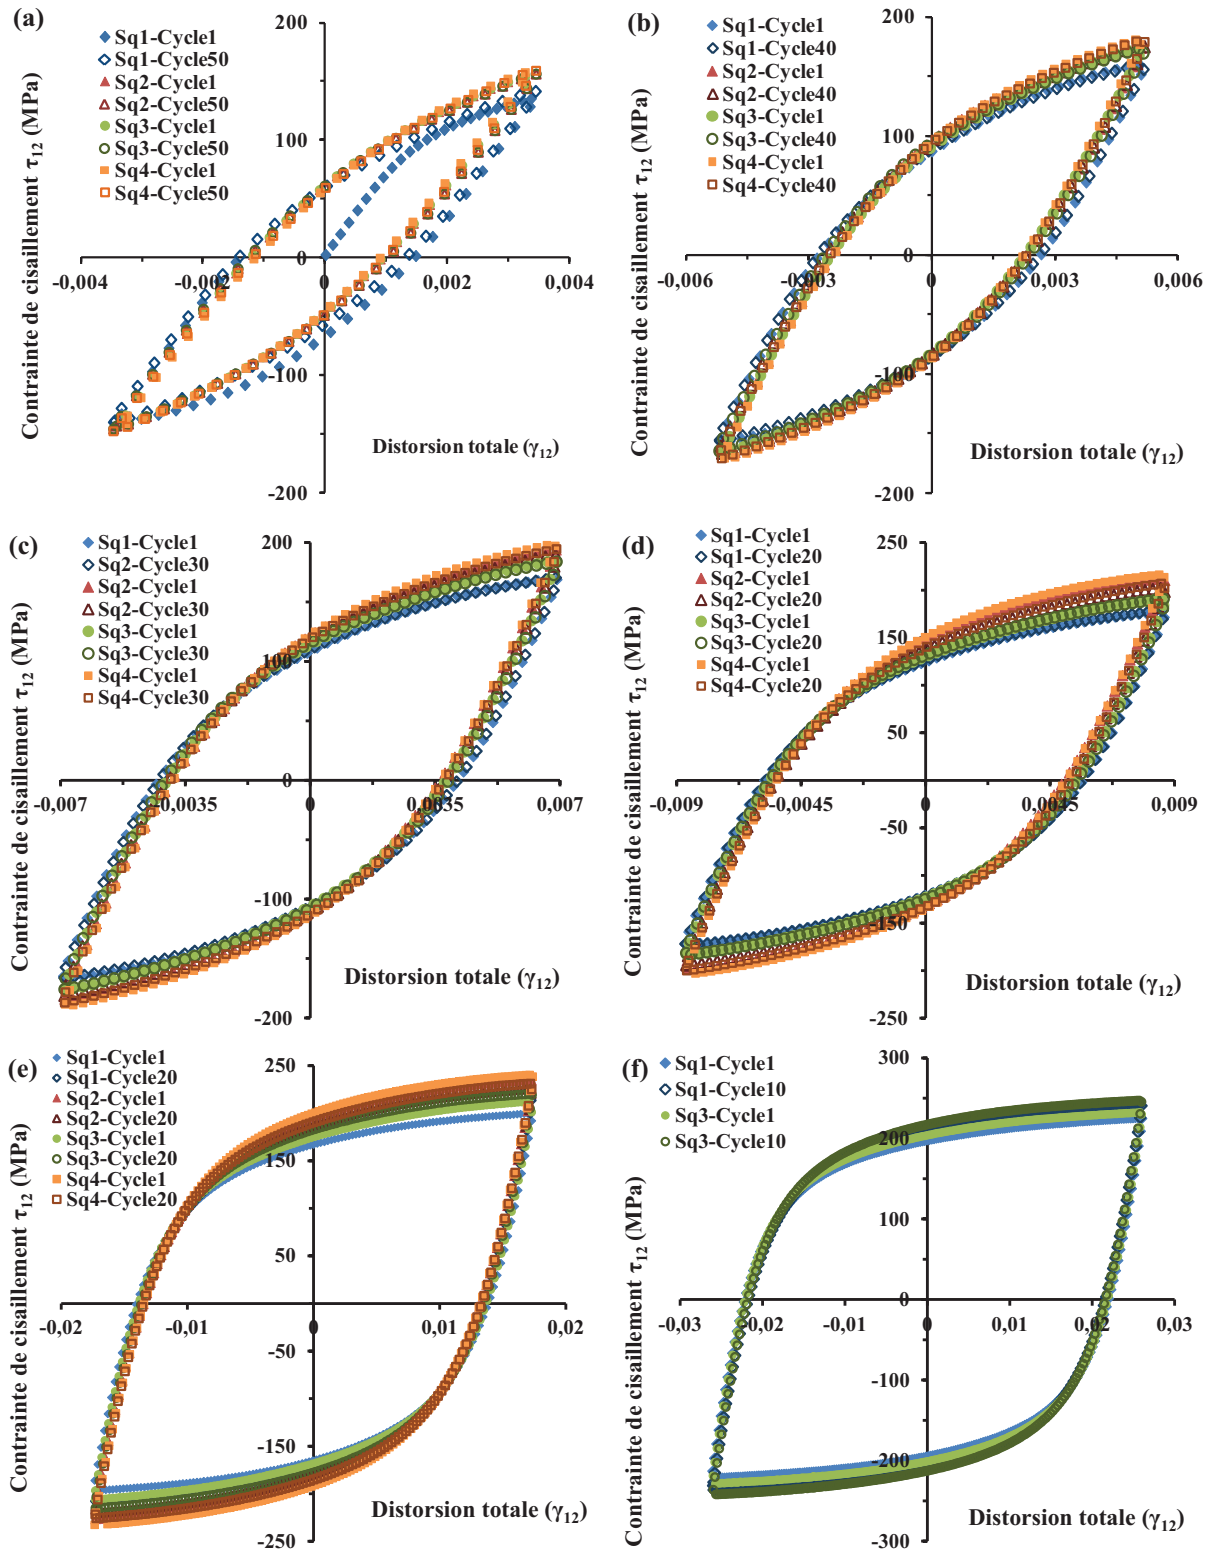 (a)
Sq1-Cycle1
Sq1-Cycle50
Sq2-Cycle1
Sq2-Cycle50
Sq3-Cycle1
Sq3-Cycle50
Sq4-Cycle1
Sq4-Cycle50
Contrainte de cisaillement τ12 (MPa)
200
100
0
-100
-200
-0,004
-0,002
0
0,002
0,004
Distorsion totale (γ12)
(b)
Sq1-Cycle1
Sq1-Cycle40
Sq2-Cycle1
Sq2-Cycle40
Sq3-Cycle1
Sq3-Cycle40
Sq4-Cycle1
Sq4-Cycle40
Contrainte de cisaillement τ12 (MPa)
200
100
0
-100
-200
-0,006
-0,003
0
0,003
0,006
Distorsion totale (γ12)
(c)
Sq1-Cycle1
Sq2-Cycle30
Sq2-Cycle1
Sq2-Cycle30
Sq3-Cycle1
Sq3-Cycle30
Sq4-Cycle1
Sq4-Cycle30
Contrainte de cisaillement τ12 (MPa)
200
100
0
-100
-200
-0,007
-0,0035
0
0,0035
0,007
Distorsion totale (γ12)
(d)
Sq1-Cycle1
Sq1-Cycle20
Sq2-Cycle1
Sq2-Cycle20
Sq3-Cycle1
Sq3-Cycle20
Sq4-Cycle1
Sq4-Cycle20
Contrainte de cisaillement τ12 (MPa)
250
150
50
-50
-150
-250
-0,009
-0,0045
0
0,0045
0,009
Distorsion totale (γ12)
(e)
Sq1-Cycle1
Sq1-Cycle20
Sq2-Cycle1
Sq2-Cycle20
Sq3-Cycle1
Sq3-Cycle20
Sq4-Cycle1
Sq4-Cycle20
Contrainte de cisaillement τ12 (MPa)
250
150
50
-50
-150
-250
-0,02
-0,01
0
0,01
0,02
Distorsion totale (γ12)
(f)
Sq1-Cycle1
Sq1-Cycle10
Sq3-Cycle1
Sq3-Cycle10
Contrainte de cisaillement τ12 (MPa)
300
200
100
0
-100
-200
-300
-0,03
-0,02
-0,01
0
0,01
0,02
0,03
Distorsion totale (γ12)